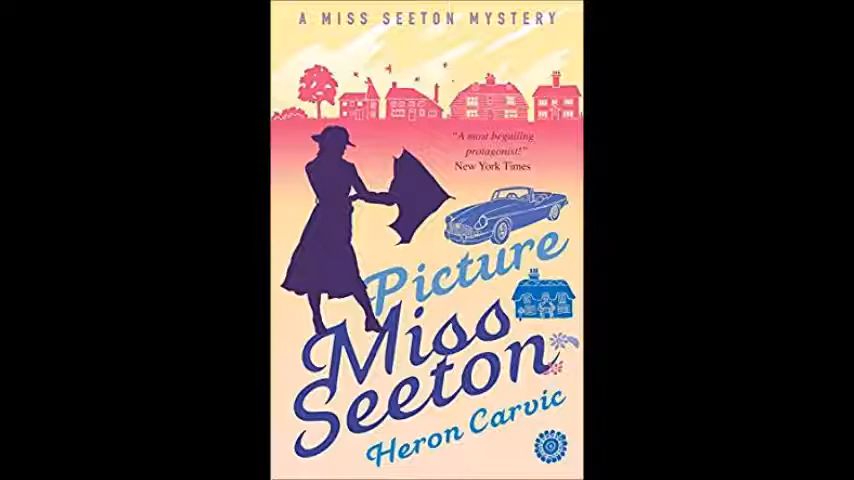 A MISS SEETON MYSTERY
"A most beguiling
protagonist!"
New York Times
Picture
Miss
Seeton
Heron Carvic